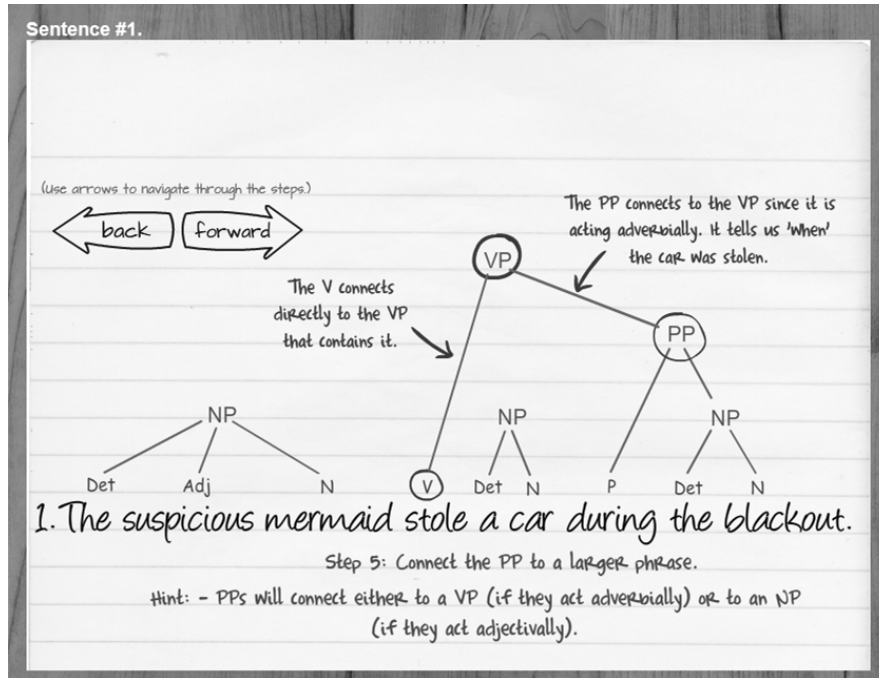 Sentence #1.
(Use arrows to navigate through the steps.)
back forward
The PP connects to the VP since it is
acting adverbially. It tells us 'when'
the car was stolen.
VP
The V connects
directly to the VP
that contains it.
PP
NP NP NP
Det Adj N V Det N P Det N
1. The suspicious mermaid stole a car during the blackout.
Step 5: Connect the PP to a larger phrase.
Hint: - PPs will connect either to a VP (if they act adverbially) or to an NP
(if they act adjectivally).